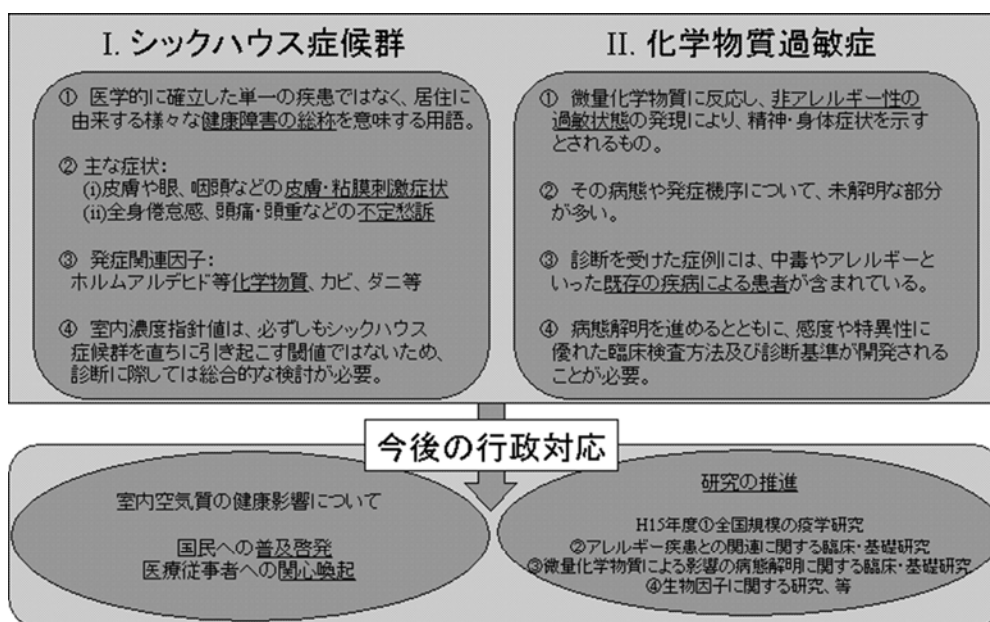 I. シックハウス症候群
① 医学的に確立した単一の疾患ではなく、居住に
由来する様々な健康障害の総称を意味する用語。
② 主な症状：
(i)皮膚や眼、咽頭などの皮膚・粘膜刺激症状
(ii)全身倦怠感、頭痛・頭重などの不定愁訴
③ 発症関連因子：
ホルムアルデヒド等化学物質、カビ、ダニ等
④ 室内濃度指針値は、必ずしもシックハウス
症候群を直ちに引き起こす閾値ではないため、
診断に際しては総合的な検討が必要。
II. 化学物質過敏症
① 微量化学物質に反応し、非アレルギー性の
過敏状態の発現により、精神・身体症状を示す
とされるもの。
② その病態や発症機序について、未解明な部分
が多い。
③ 診断を受けた症例には、中毒やアレルギーと
いった既存の疾病による患者が含まれている。
④ 病態解明を進めるとともに、感度や特異性に
優れた臨床検査方法及び診断基準が開発される
ことが必要。
今後の行政対応
室内空気質の健康影響について
国民への普及啓発
医療従事者への関心喚起
研究の推進
H15年度①全国規模の疫学研究
②アレルギー疾患との関連に関する臨床・基礎研究
③微量化学物質による影響の病態解明に関する臨床・基礎研究
④生物因子に関する研究、等